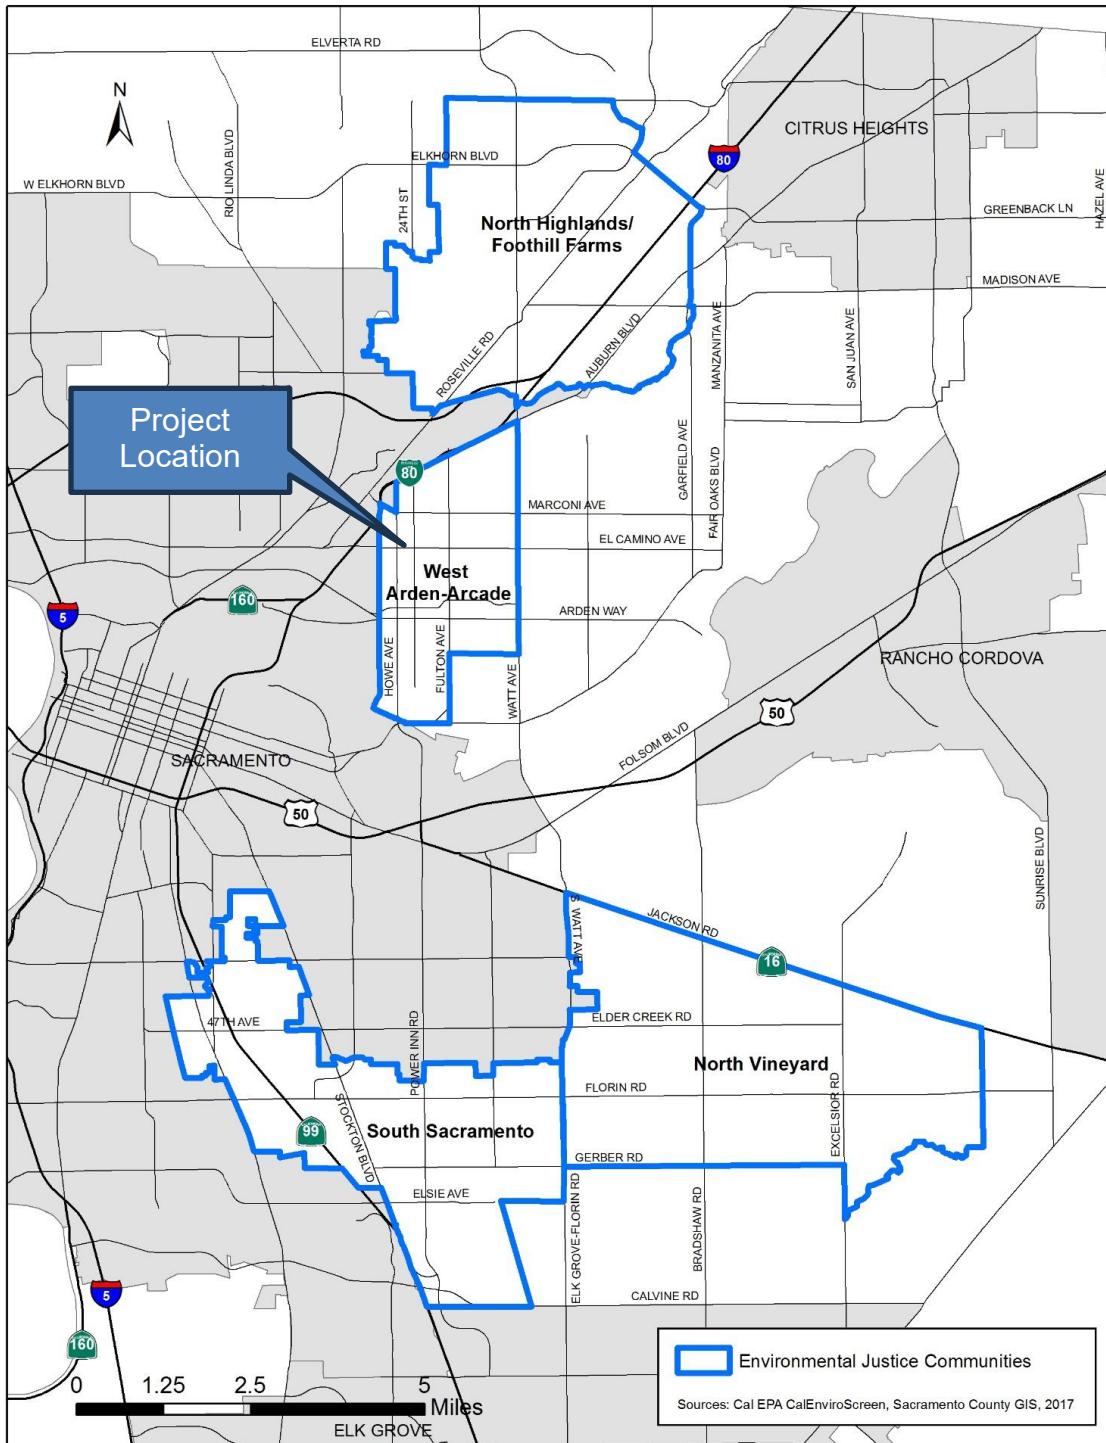 ELVERTA RD
N
CITRUS HEIGHTS
RIO LINDA BLVD
ELKHORN BLVD
80
W ELKHORN BLVD
24TH ST
HAZEL AVE
GREENBACK LN
North Highlands/
Foothill Farms
MADISON AVE
ROSEVILLE RD
AUBURN BLVD
MANZANITA AVE
SAN JUAN AVE
Project
Location
80
GARFIELD AVE
FAIR OAKS BLVD
MARCONI AVE
EL CAMINO AVE
West
Arden-Arcade
160
5
ARDEN WAY
HOWE AVE
FULTON AVE
WATT AVE
RANCHO CORDOVA
50
FOLSOM BLVD
SACRAMENTO
50
SUNRISE BLVD
S WATT AVE
JACKSON RD
16
47TH AVE
ELDER CREEK RD
POWER INN RD
North Vineyard
FLORIN RD
EXCELSIOR RD
STOCKTON BLVD
99
South Sacramento
GERBER RD
ELSIE AVE
ELK GROVE-FLORIN RD
BRADSHAW RD
5
CALVINE RD
160
Environmental Justice Communities
Sources: Cal EPA CalEnviroScreen, Sacramento County GIS, 2017
0 1.25 2.5 5
Miles
ELK GROVE